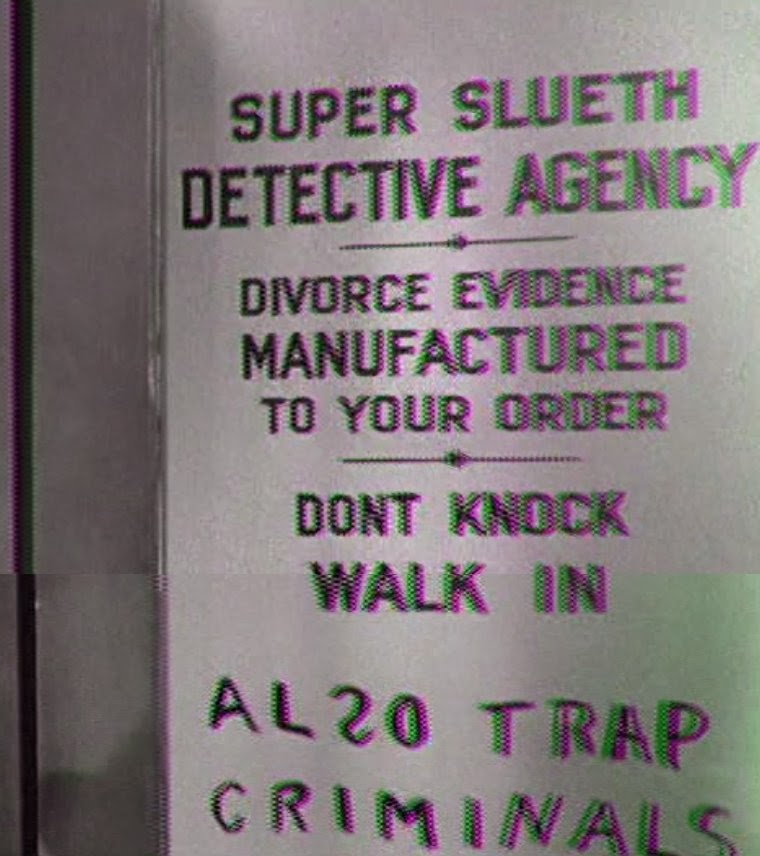 SUPER SLUETH
DETECTIVE AGENCY
DIVORCE EVIDENCE
MANUFACTURED
TO YOUR ORDER
DONT KNOCK
WALK IN
ALSO TRAP
CRIMINALS